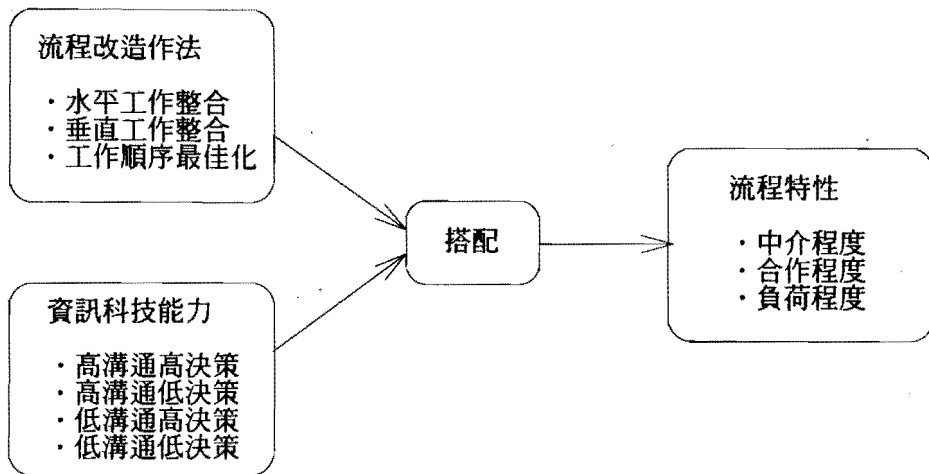 流程改造作法
・水平工作整合
・垂直工作整合
・工作順序最佳化
資訊科技能力
・高溝通高決策
・高溝通低決策
・低溝通高決策
・低溝通低決策
搭配
流程特性
・中介程度
・合作程度
・負荷程度